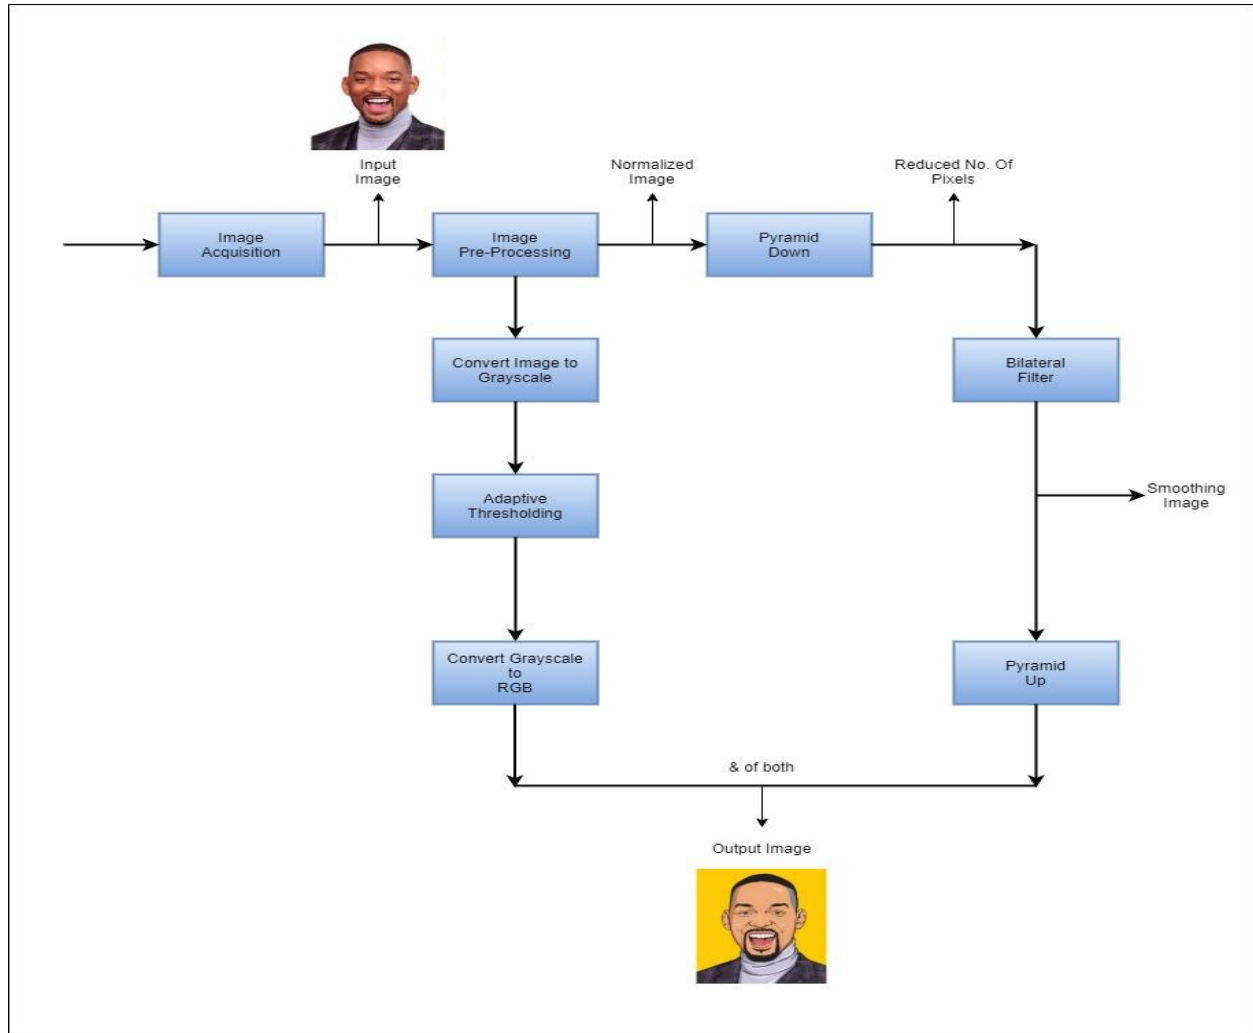 Input
Image
Normalized
Image
Reduced No. Of
Pixels
Image
Acquisition
Image
Pre-Processing
Pyramid
Down
Convert Image to
Grayscale
Bilateral
Filter
Adaptive
Thresholding
Smoothing
Image
Convert Grayscale
to
RGB
Pyramid
Up
& of both
Output Image